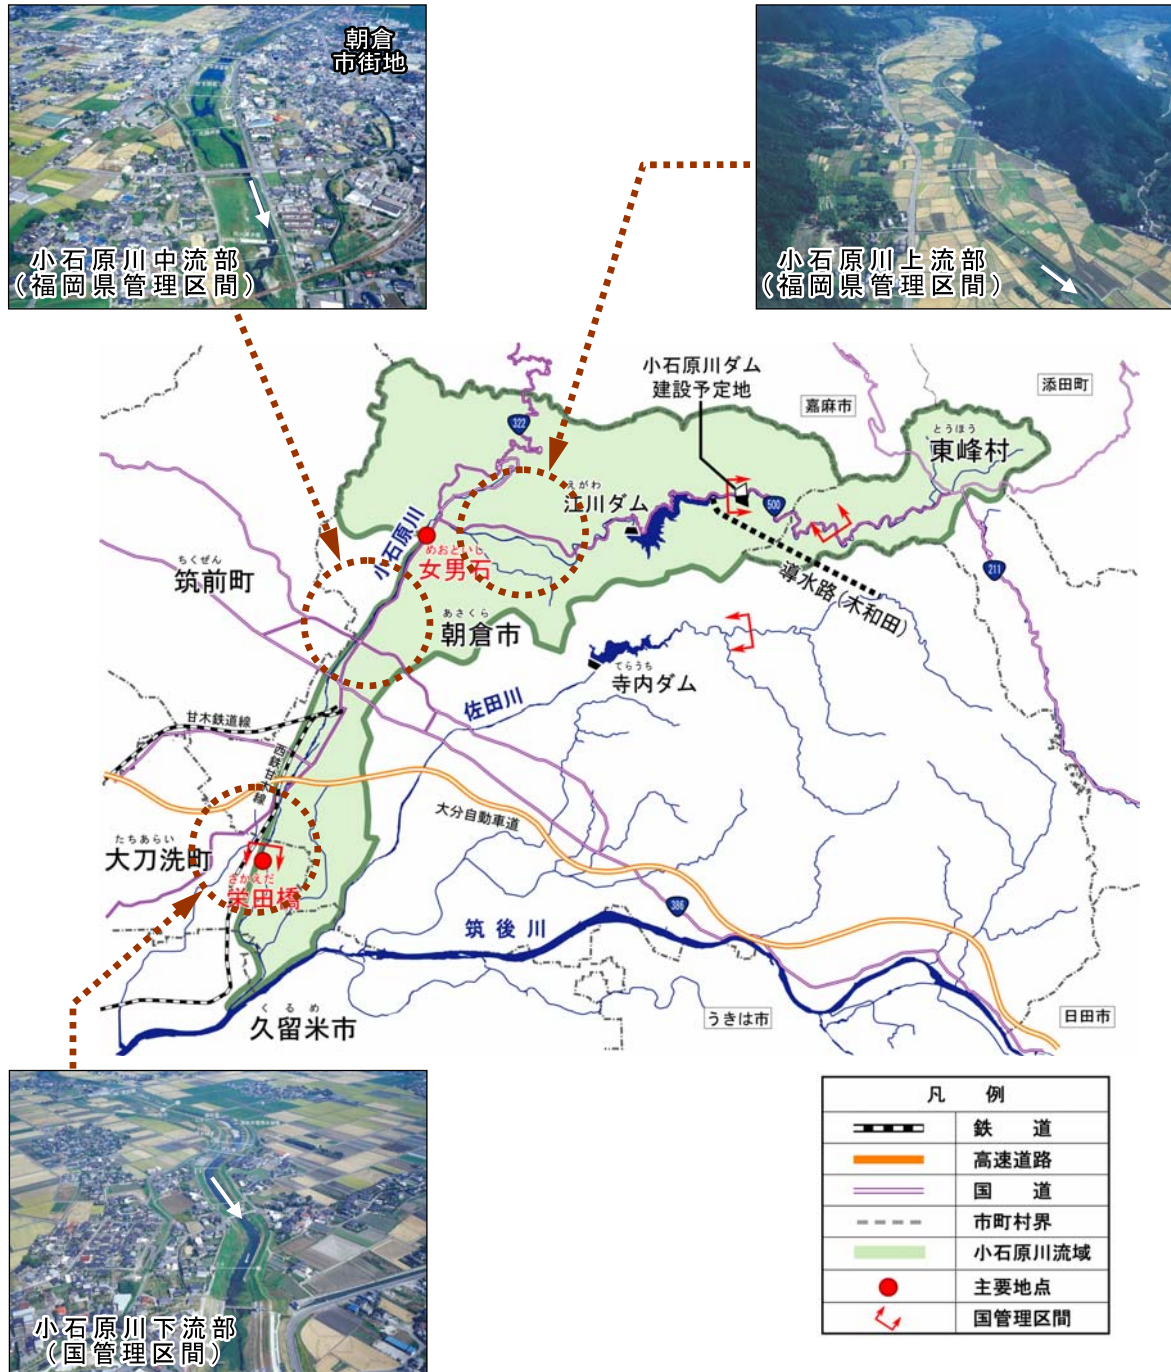 朝倉
市街地
小石原川中流部
(福岡県管理区間)
小石原川上流部
(福岡県管理区間)
小石原川ダム
建設予定地
嘉麻市
添田町
とうほう
東峰村
322
えがわ
江川ダム
500
小石原川
めおといし
女男石
211
ちくぜん
筑前町
導水路(木和田)
あさくら
朝倉市
てらうち
寺内ダム
佐田川
甘木鉄道線
西鉄甘木線
大分自動車道
たちあらい
大刀洗町
さかえだ
栄田橋
386
筑後川
くるめ
久留米市
うきは市
日田市
小石原川下流部
(国管理区間)
凡例
鉄道
高速道路
国道
市町村界
小石原川流域
主要地点
国管理区間